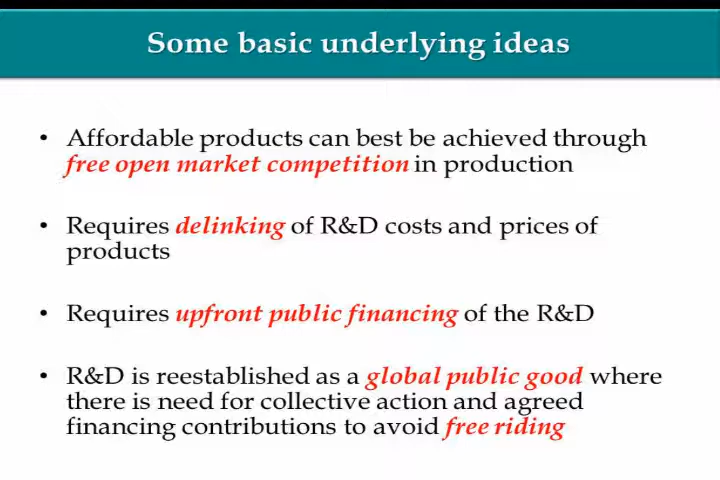 Some basic underlying ideas
• Affordable products can best be achieved through
free open market competition in production
• Requires delinking of R&D costs and prices of
products
• Requires upfront public financing of the R&D
• R&D is reestablished as a global public good where
there is need for collective action and agreed
financing contributions to avoid free riding